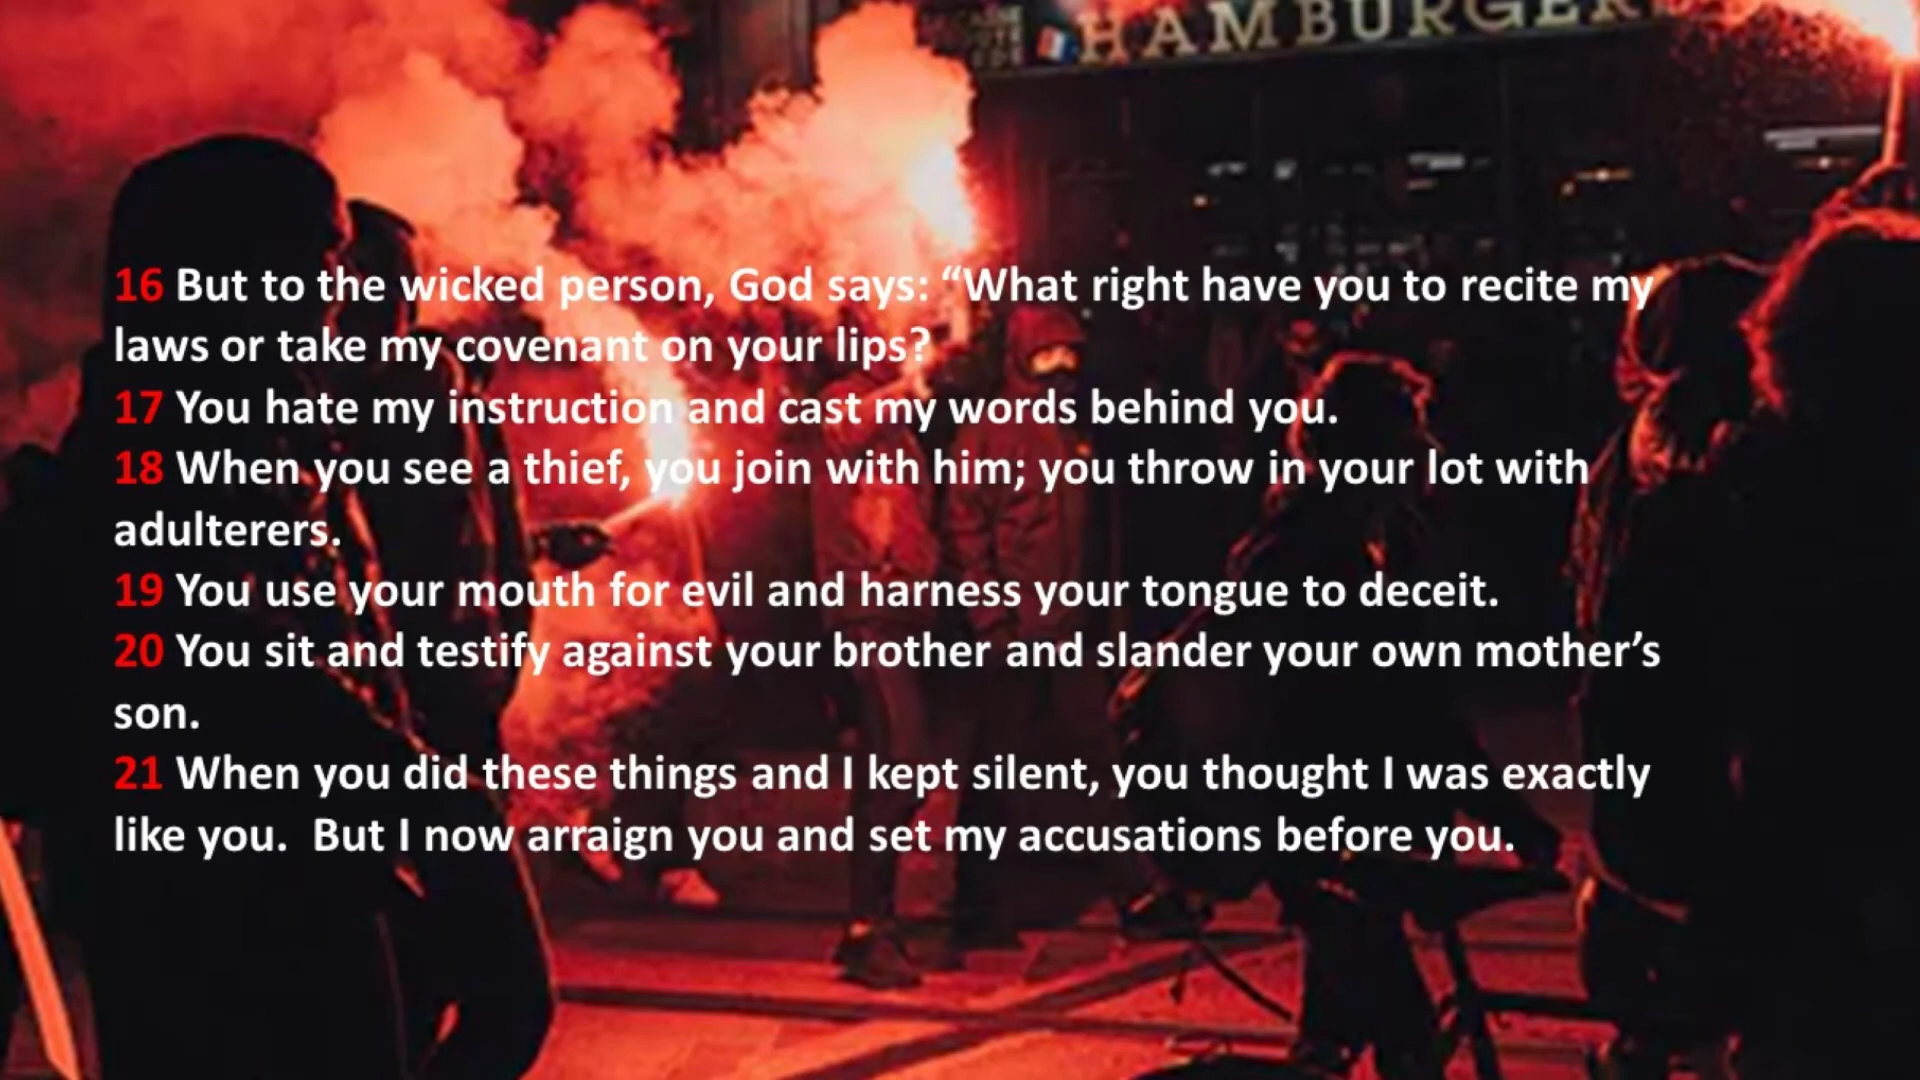 HAMBURGER
16 But to the wicked person, God says: “What right have you to recite my
laws or take my covenant on your lips?
17 You hate my instruction and cast my words behind you.
18 When you see a thief, you join with him; you throw in your lot with
adulterers.
19 You use your mouth for evil and harness your tongue to deceit.
20 You sit and testify against your brother and slander your own mother’s
son.
21 When you did these things and I kept silent, you thought I was exactly
like you.  But I now arraign you and set my accusations before you.